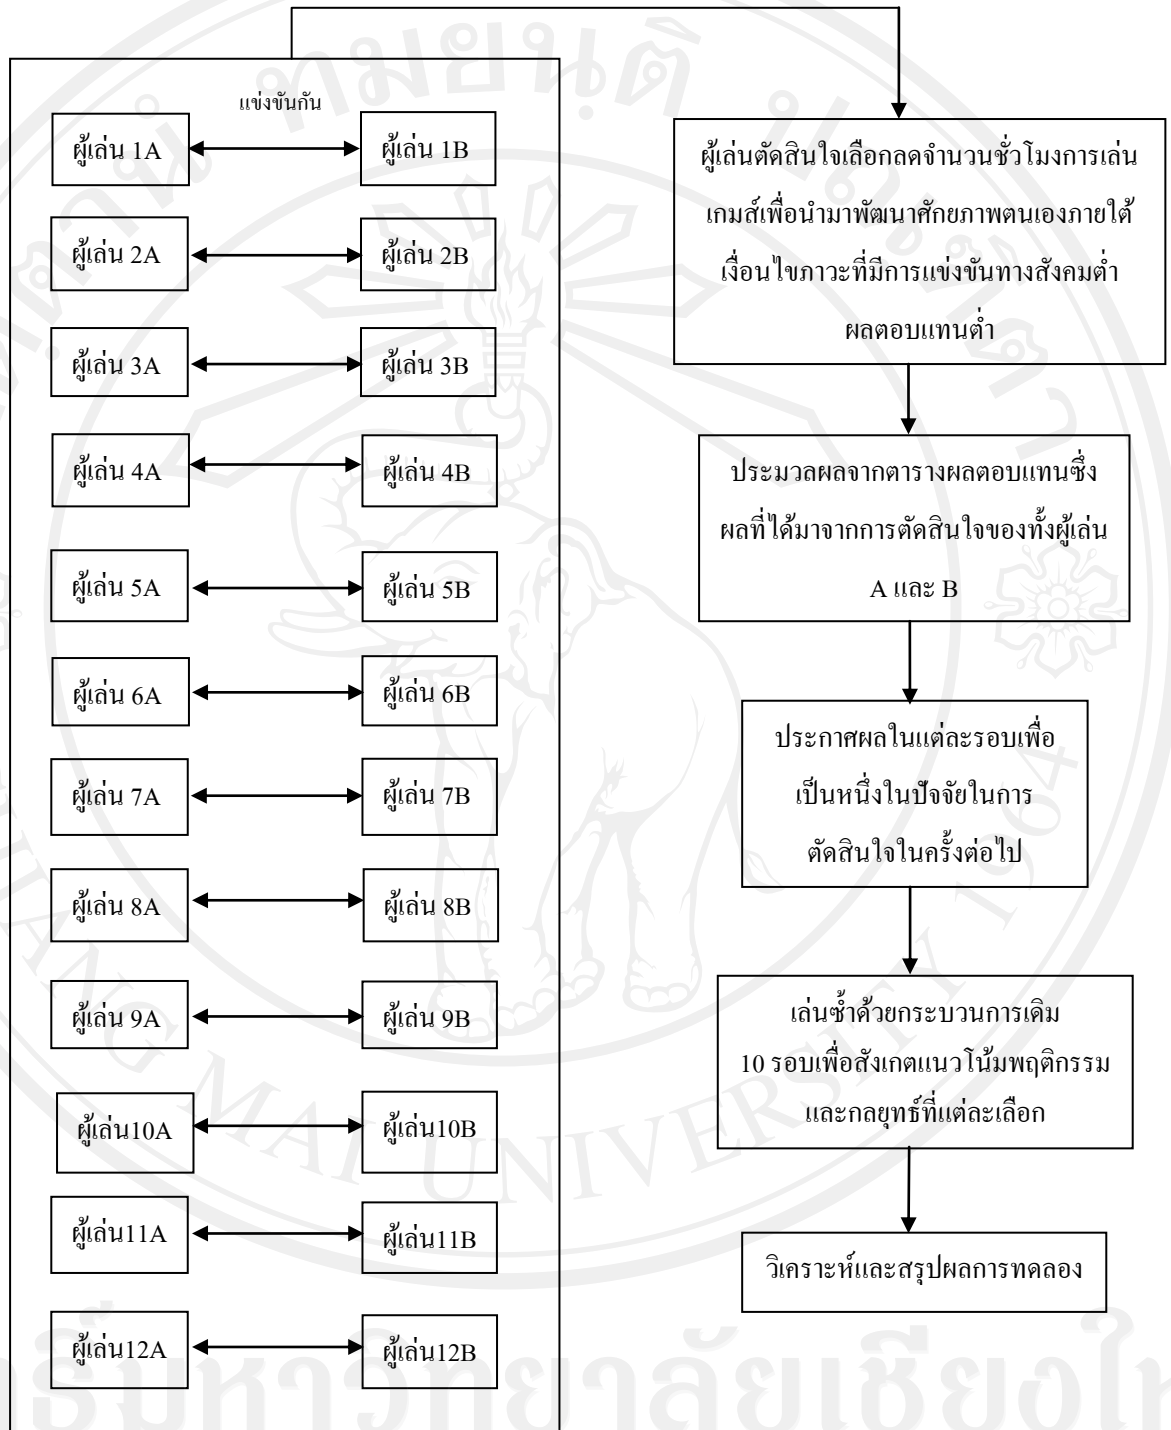 แข่งขันกัน
ผู้เล่น 1A
ผู้เล่น 1B
ผู้เล่น 2A
ผู้เล่น 2B
ผู้เล่น 3A
ผู้เล่น 3B
ผู้เล่น 4A
ผู้เล่น 4B
ผู้เล่น 5A
ผู้เล่น 5B
ผู้เล่น 6A
ผู้เล่น 6B
ผู้เล่น 7A
ผู้เล่น 7B
ผู้เล่น 8A
ผู้เล่น 8B
ผู้เล่น 9A
ผู้เล่น 9B
ผู้เล่น10A
ผู้เล่น10B
ผู้เล่น11A
ผู้เล่น11B
ผู้เล่น12A
ผู้เล่น12B
ผู้เล่นตัดสินใจเลือกลดจำนวนชั่วโมงการเล่น
เกมส์เพื่อนำมาพัฒนาศักยภาพตนเองภายใต้
เงื่อนไขภาวะที่มีการแข่งขันทางสังคมต่ำ
ผลตอบแทนต่ำ
ประมวลผลจากตารางผลตอบแทนซึ่ง
ผลที่ได้มาจากการตัดสินใจของทั้งผู้เล่น
A และ B
ประกาศผลในแต่ละรอบเพื่อ
เป็นหนึ่งในปัจจัยในการ
ตัดสินใจในครั้งต่อไป
เล่นซ้ำด้วยกระบวนการเดิม
10 รอบเพื่อสังเกตแนวโน้มพฤติกรรม
และกลยุทธ์ที่แต่ละเลือก
วิเคราะห์และสรุปผลการทดลอง
MAI UNIVERSITY 1964